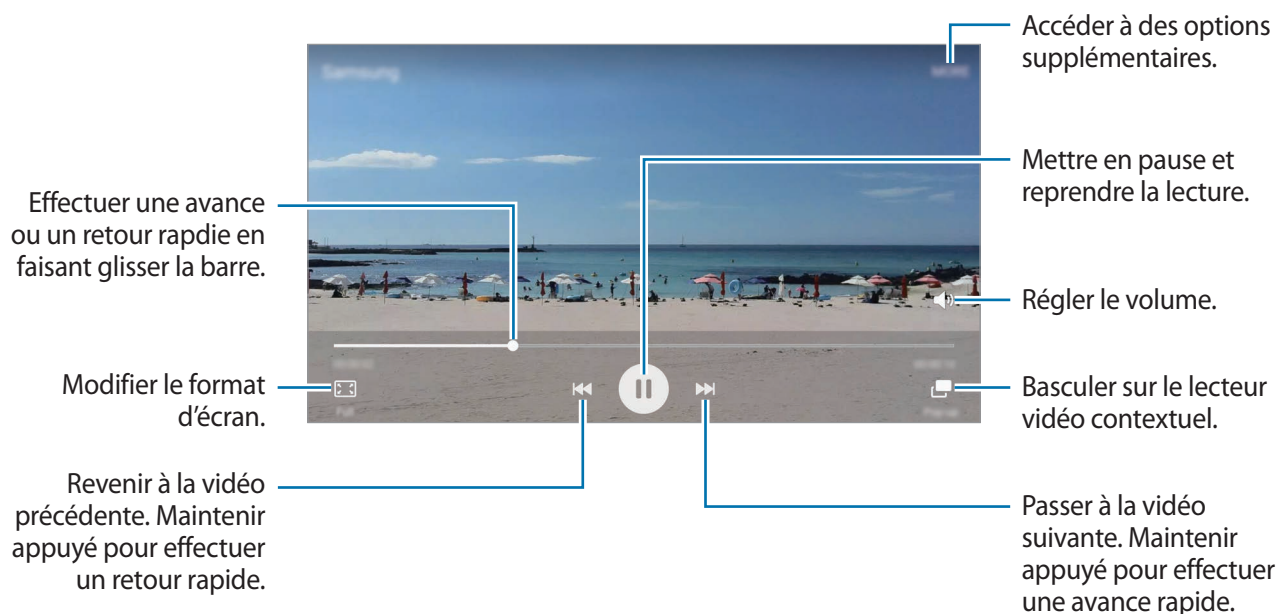 Accéder à des options
supplémentaires.
Samsung
Mettre en pause et
reprendre la lecture.
Effectuer une avance
ou un retour rapdie en
faisant glisser la barre.
Régler le volume.
Modifier le format
d'écran.
Basculer sur le lecteur
vidéo contextuel.
Revenir à la vidéo
précédente. Maintenir
appuyé pour effectuer
un retour rapide.
Passer à la vidéo
suivante. Maintenir
appuyé pour effectuer
une avance rapide.